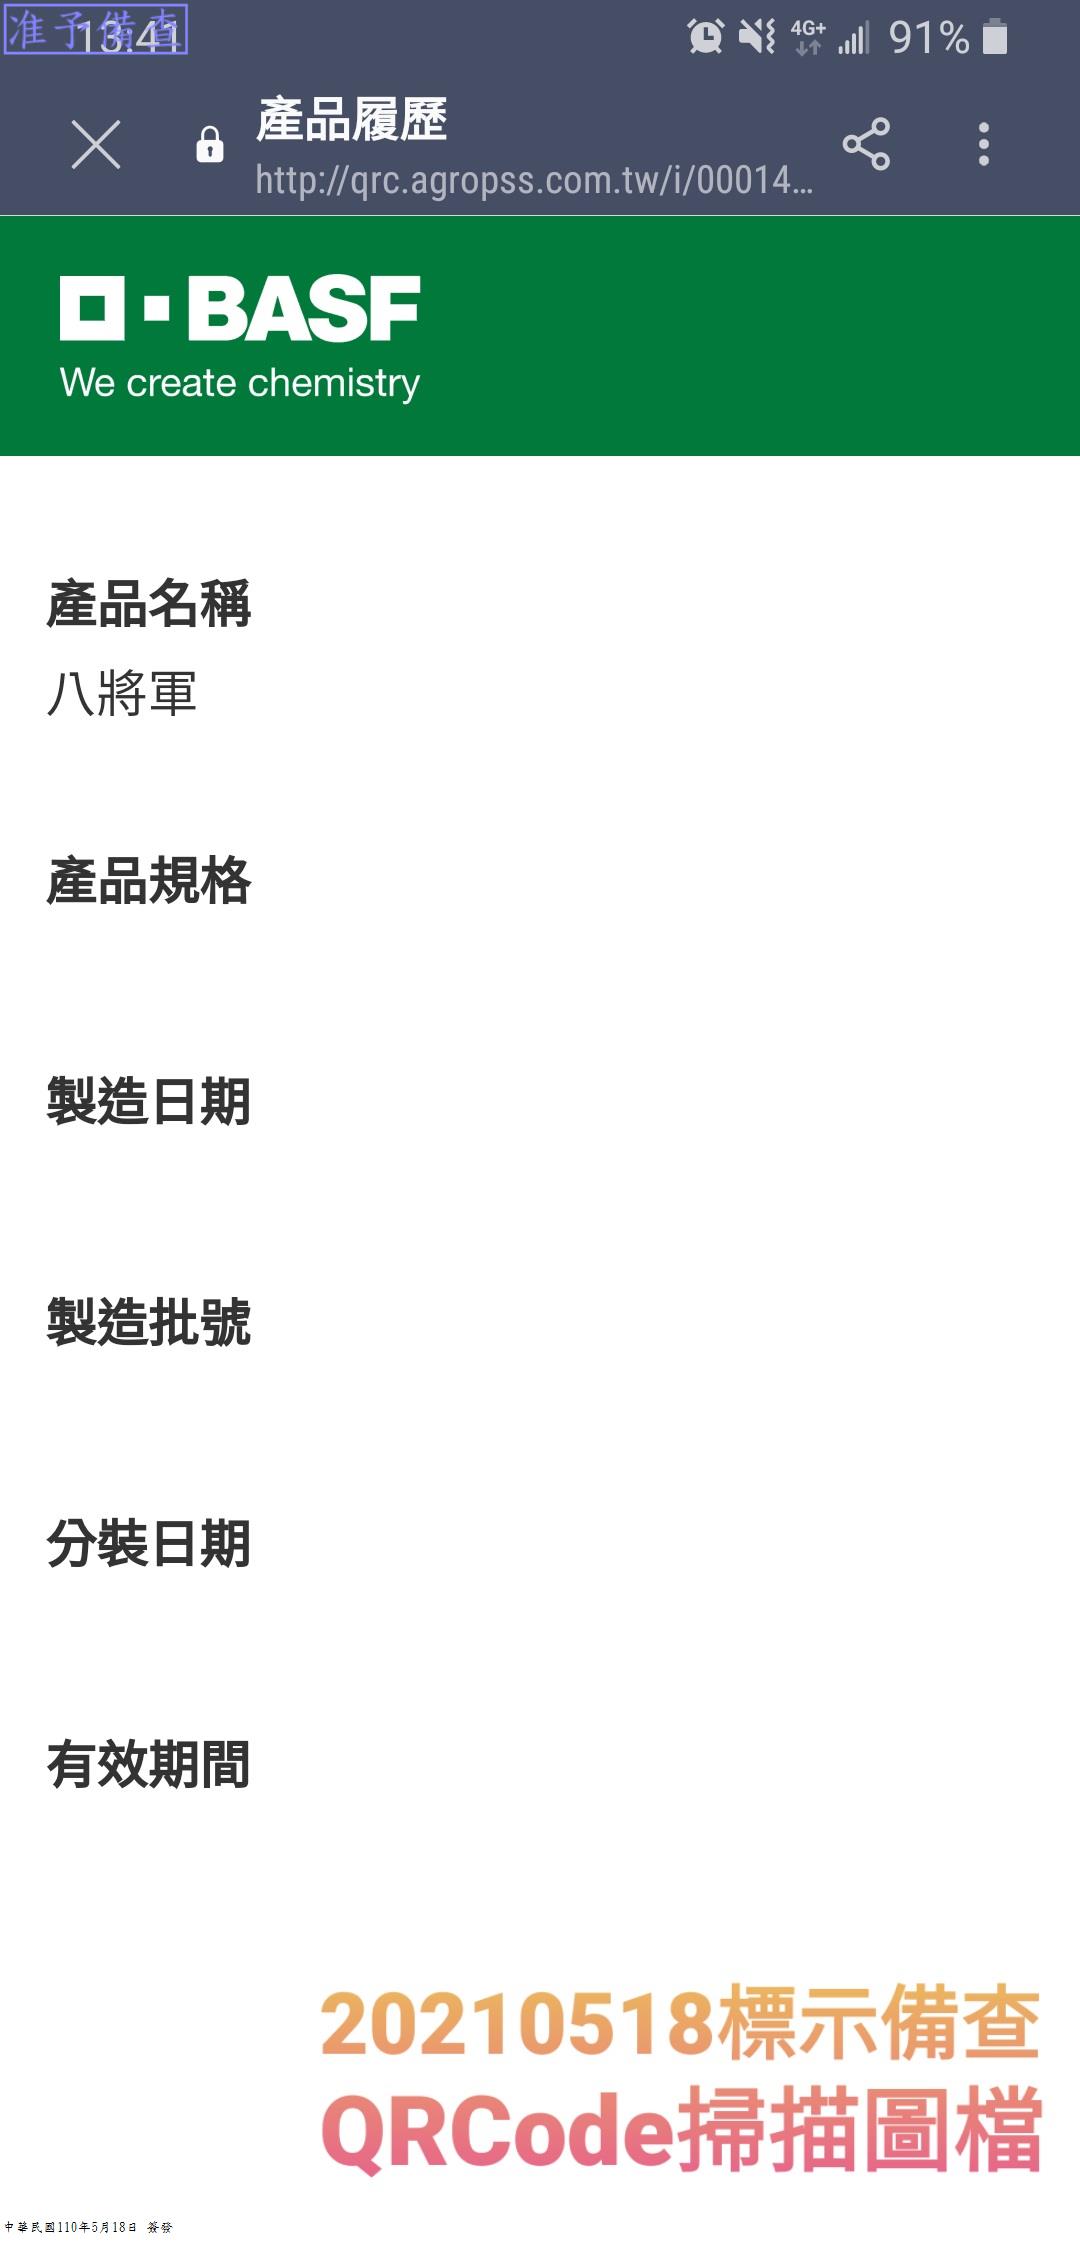 准予備查
13:41
4G+
91%
產品履歷
http://qrc.agropss.com.tw/i/00014…
BASF
We create chemistry
產品名稱
八將軍
產品規格
製造日期
製造批號
分裝日期
有效期間
20210518標示備查
QRCode掃描圖檔
中華民國110年5月18日 簽發